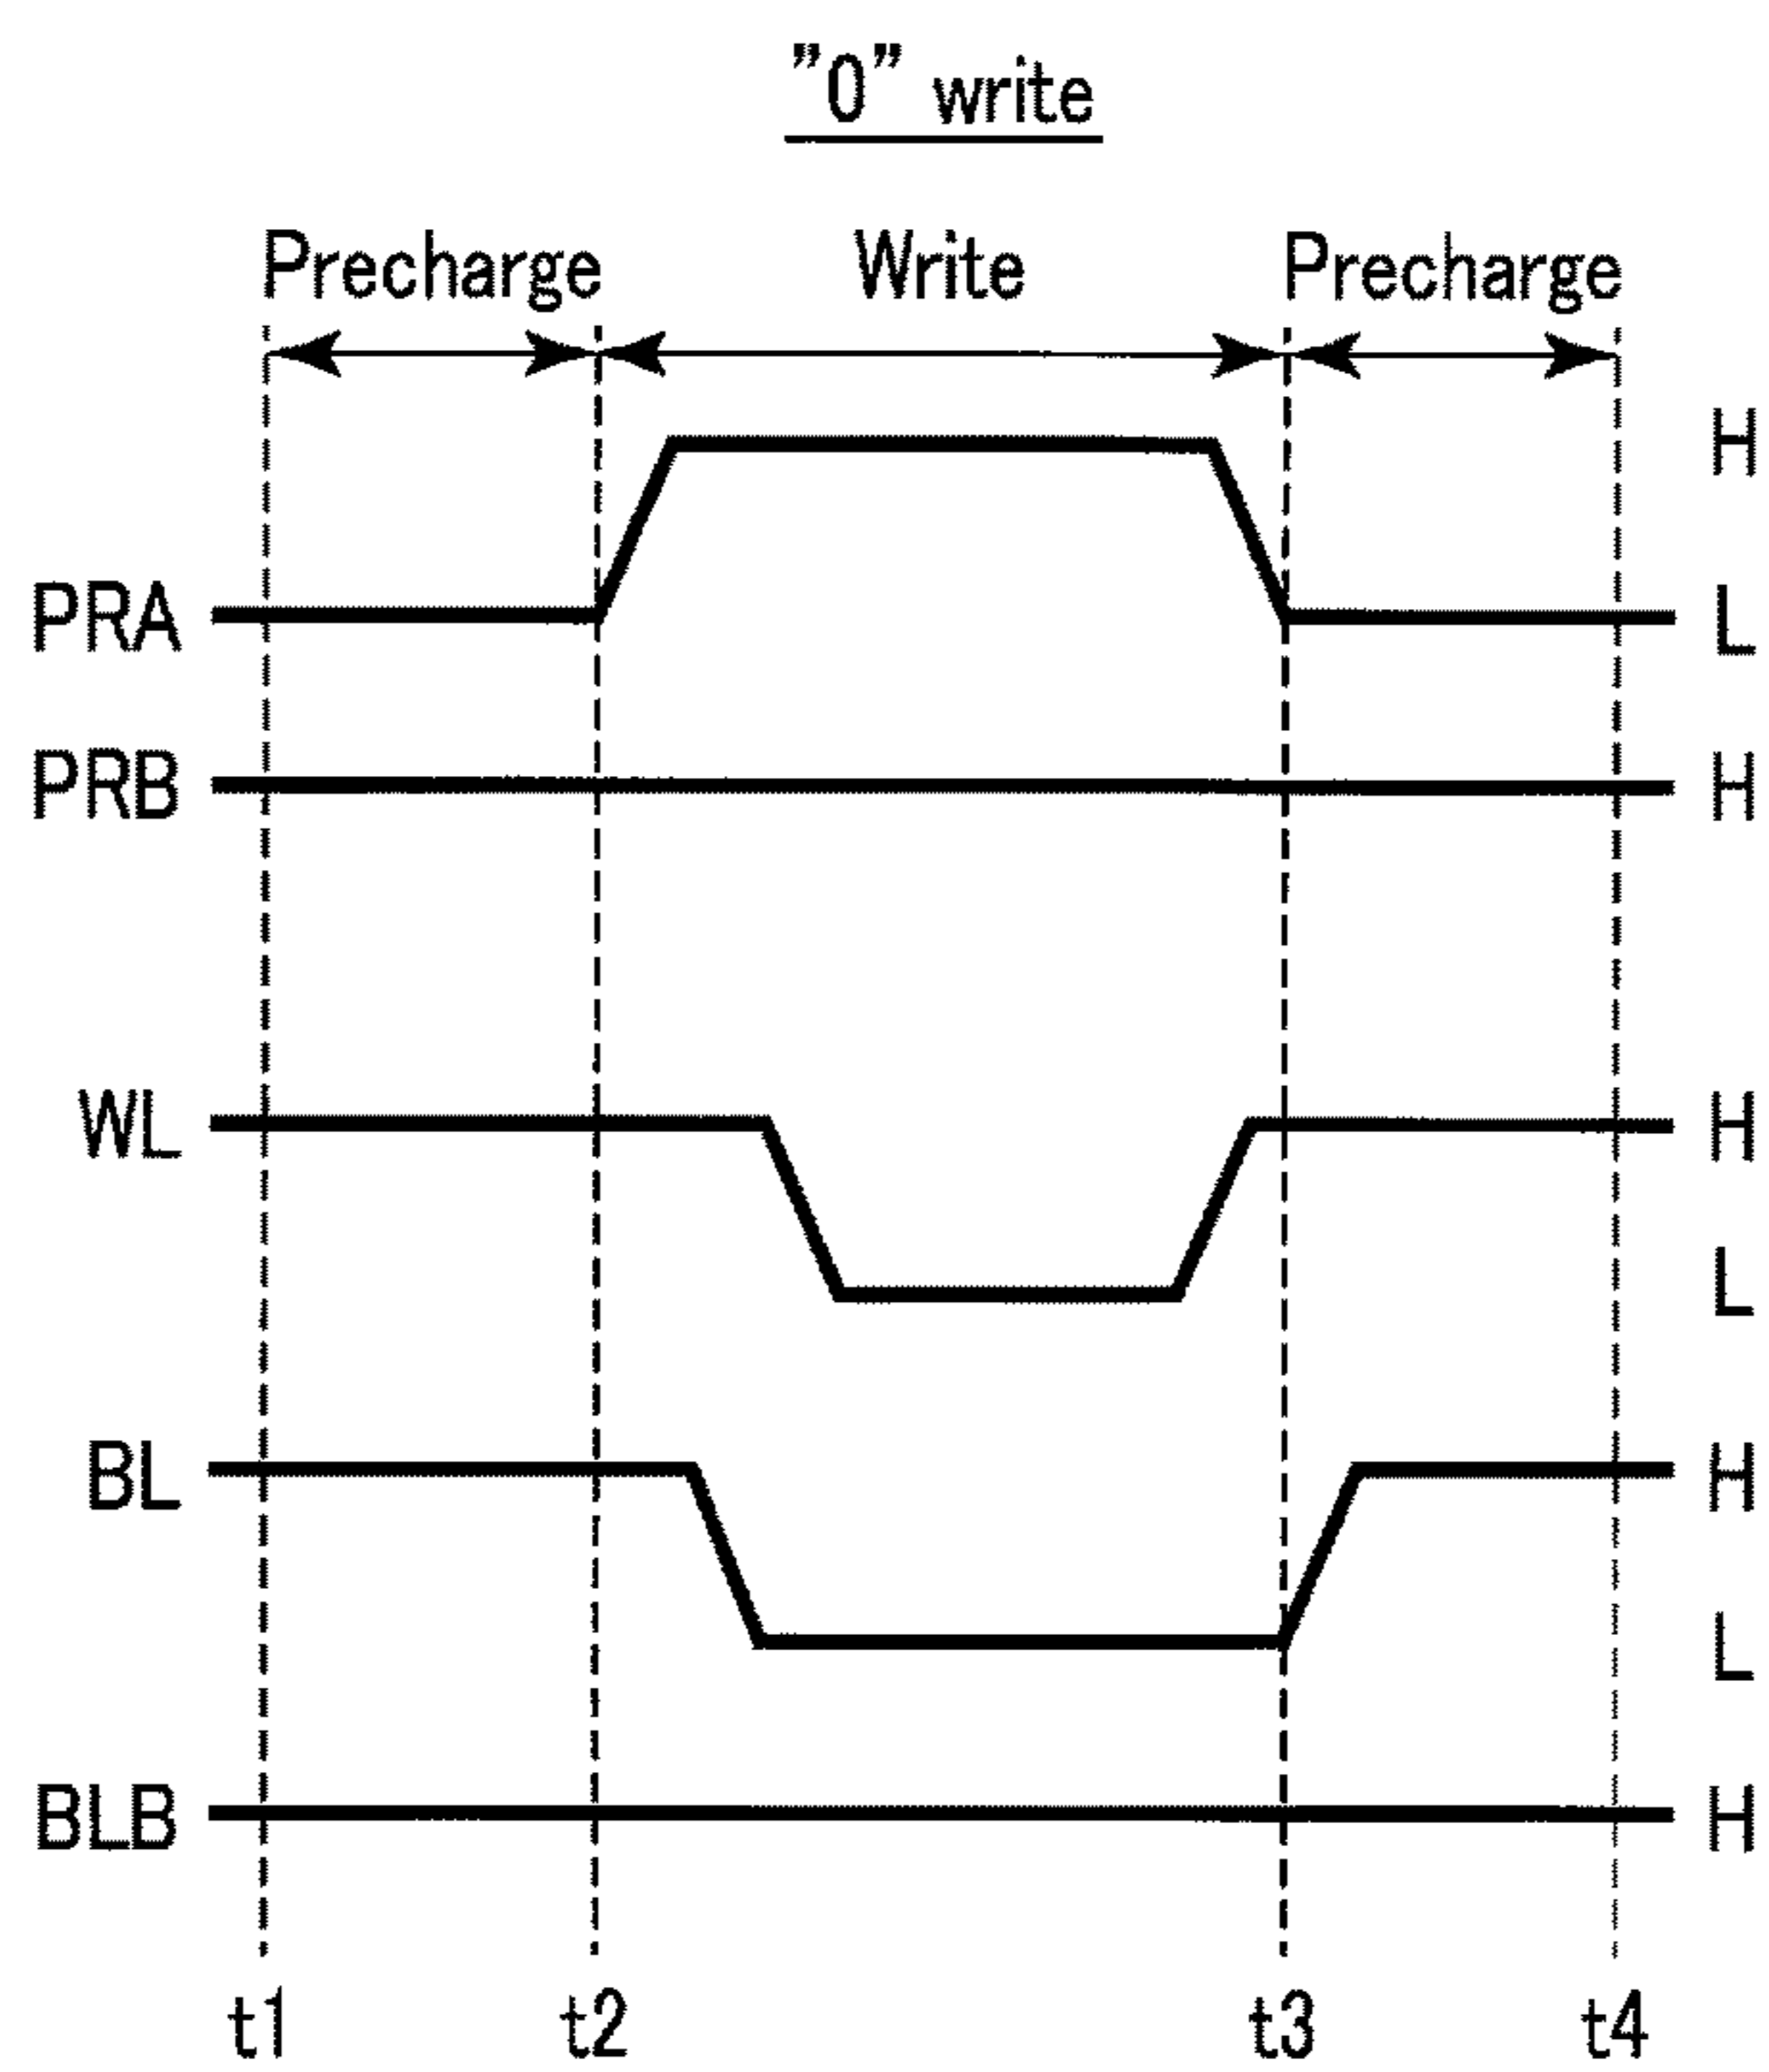 "0" write
Precharge Write Precharge
H
PRA L
PRB H
WL H
L
BL H
L
BLB H
t1 t2 t3 t4